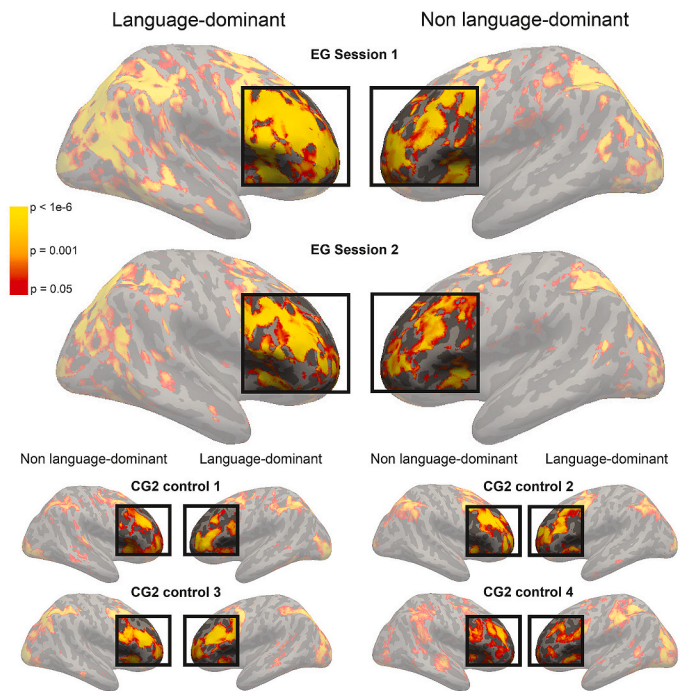 Language-dominant Non language-dominant
EG Session 1
p < 1e-6
p = 0.001
p = 0.05
EG Session 2
Non language-dominant Language-dominant Non language-dominant Language-dominant
CG2 control 1 CG2 control 2
CG2 control 3 CG2 control 4